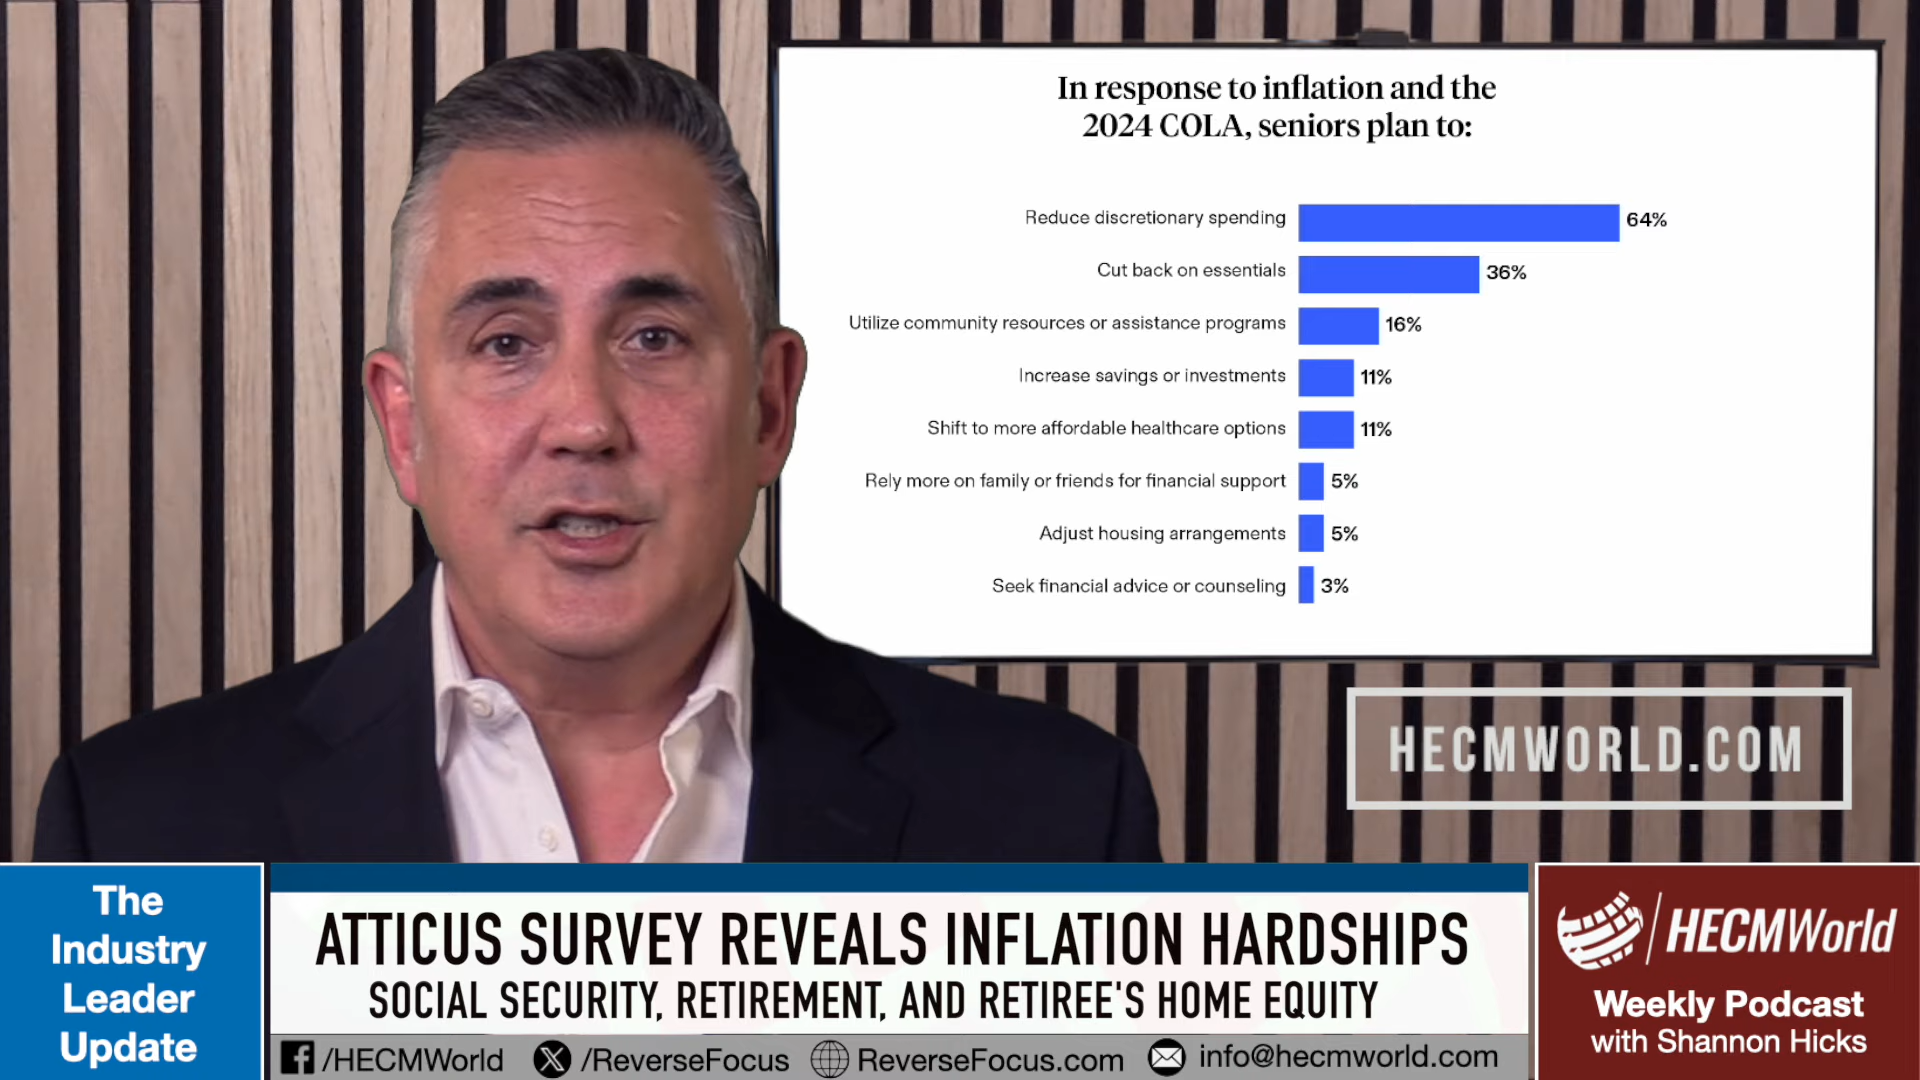 In response to inflation and the
2024 COLA, seniors plan to:
Reduce discretionary spending 64%
Cut back on essentials 36%
Utilize community resources or assistance programs 16%
Increase savings or investments 11%
Shift to more affordable healthcare options 11%
Rely more on family or friends for financial support 5%
Adjust housing arrangements 5%
Seek financial advice or counseling 3%
HECMWORLD.COM
The
Industry
Leader
Update
ATTICUS SURVEY REVEALS INFLATION HARDSHIPS
SOCIAL SECURITY, RETIREMENT, AND RETIREE'S HOME EQUITY
/HECMWorld /ReverseFocus ReverseFocus.com info@hecmworld.com
HECMWorld
Weekly Podcast
with Shannon Hicks